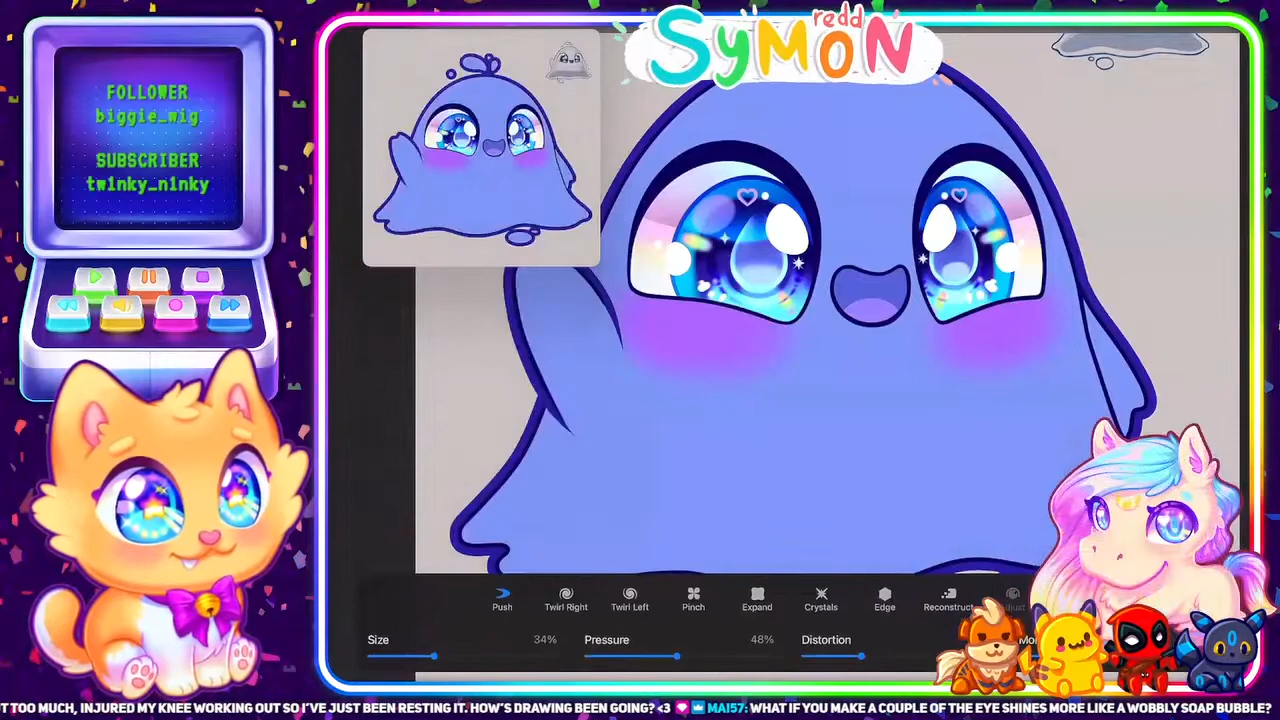 redd
SyMON
FOLLOWER
biggie_wig
SUBSCRIBER
tw1nky_n1nky
Push
Twirl Right
Twirl Left
Pinch
Expand
Crystals
Edge
Reconstruct
Size
34%
Pressure
48%
Distortion
T TOO MUCH, INJURED MY KNEE WORKING OUT SO I'VE JUST BEEN RESTING IT. HOW'S DRAWING BEEN GOING? <3 MAI57: WHAT IF YOU MAKE A COUPLE OF THE EYE SHINES MORE LIKE A WOBBLY SOAP BUBBLE?